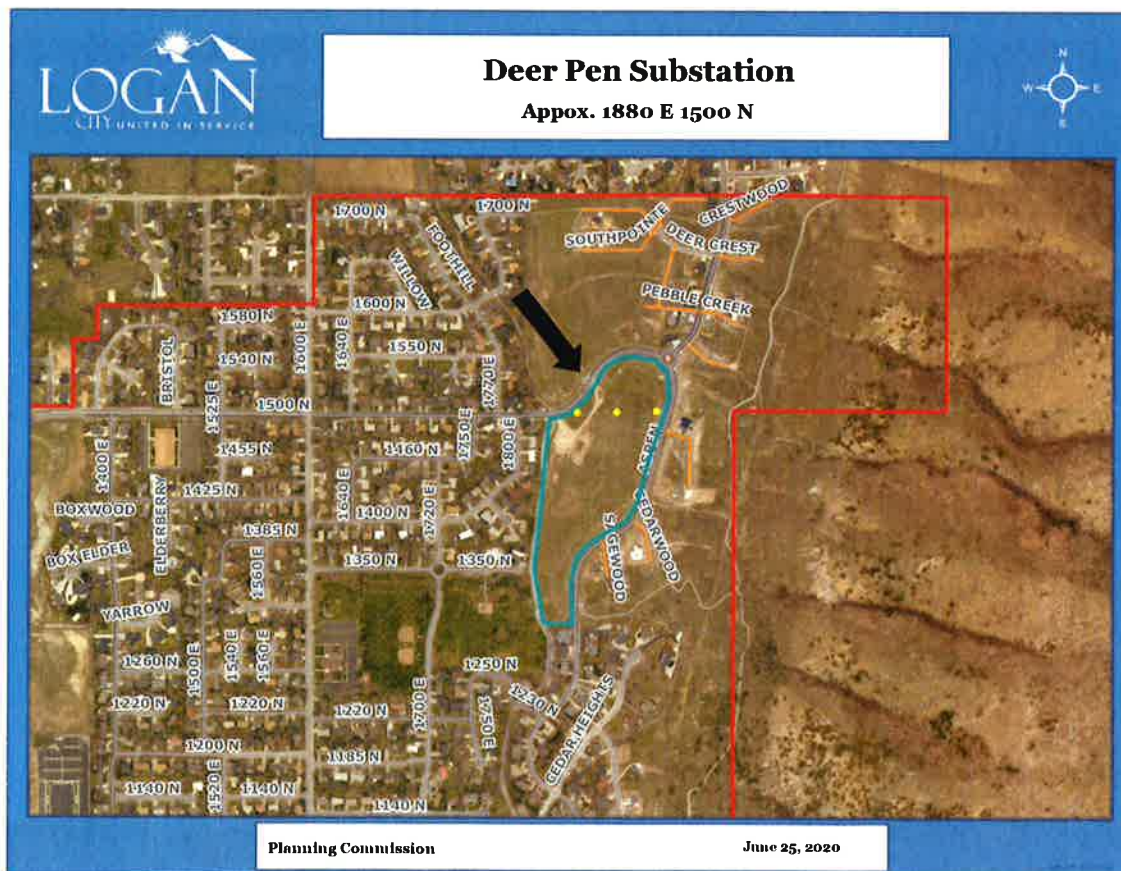 LOGAN
CITY UNITED IN SERVICE
Deer Pen Substation
Appox. 1880 E 1500 N
N
W E
S
1700 N
1700 N
CRESTWOOD
SOUTHPOINTE
DEER CREST
FOOTHILL
WILLOW
PEBBLE CREEK
1600 N
1580 N
1600 E
1640 E
BRISTOL
1540 N
1550 N
1770 E
1500 N
1525 E
1750 E
1800 E
1400 E
1455 N
1460 N
ASPEN
ELDERBERRY
1425 N
1640 E
1400 N
1720 E
BOXWOOD
1385 N
SAGEWOOD
CEDARWOOD
BOX ELDER
1560 E
1350 N
1350 N
YARROW
1260 N
1500 E
1540 E
1560 E
1250 N
1230 N
1220 N
1220 N
1220 N
1700 E
1750 E
CEDAR HEIGHTS
1200 N
1185 N
1140 N
1520 E
1140 N
1140 N
Planning Commission
June 25, 2020